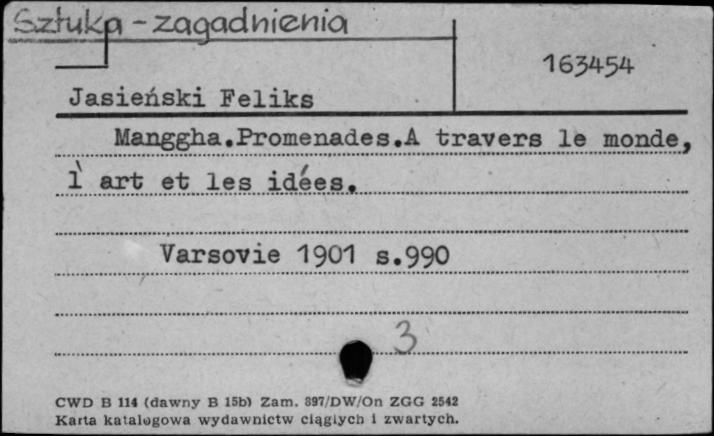 Sztuka - zagadnienia
163454
Jasieński Feliks
Manggha.Promenades.A travers le monde,
l` art et les idées.
Varsovie 1901 s.990
3
CWD B 114 (dawny B 15b) Zam. 897/DW/On ZGG 2542
Karta katalogowa wydawnictw ciągłych i zwartych.